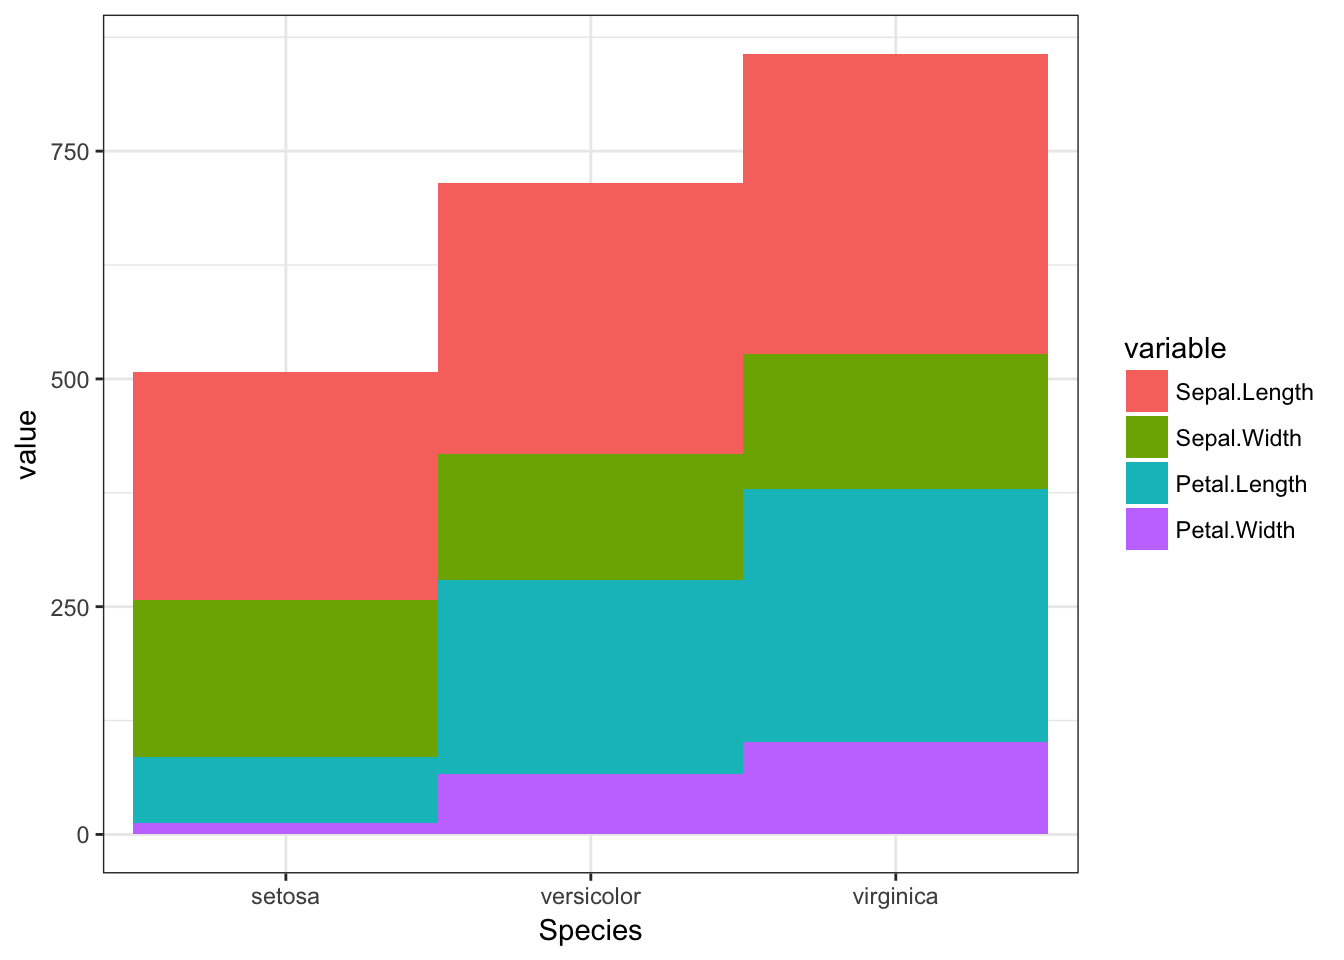 750
500
250
0
value
setosa
versicolor
virginica
Species
variable
Sepal.Length
Sepal.Width
Petal.Length
Petal.Width